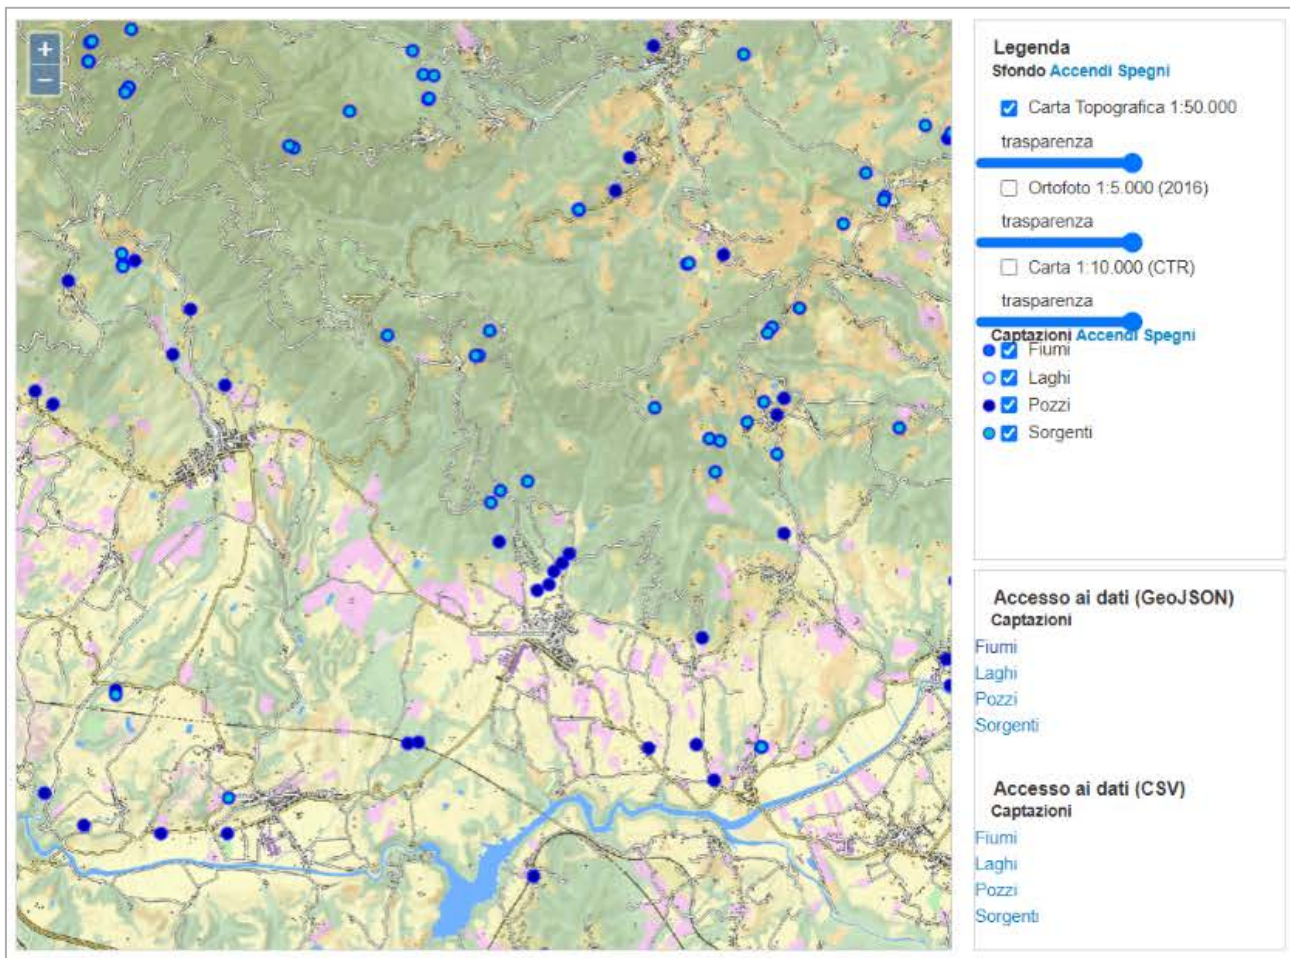 +
−
Legenda
Sfondo Accendi Spegni
Carta Topografica 1:50.000
trasparenza
Ortofoto 1:5.000 (2016)
trasparenza
Carta 1:10.000 (CTR)
trasparenza
Captazioni Accendi Spegni
Fiumi
Laghi
Pozzi
Sorgenti
Accesso ai dati (GeoJSON)
Captazioni
Fiumi
Laghi
Pozzi
Sorgenti
Accesso ai dati (CSV)
Captazioni
Fiumi
Laghi
Pozzi
Sorgenti